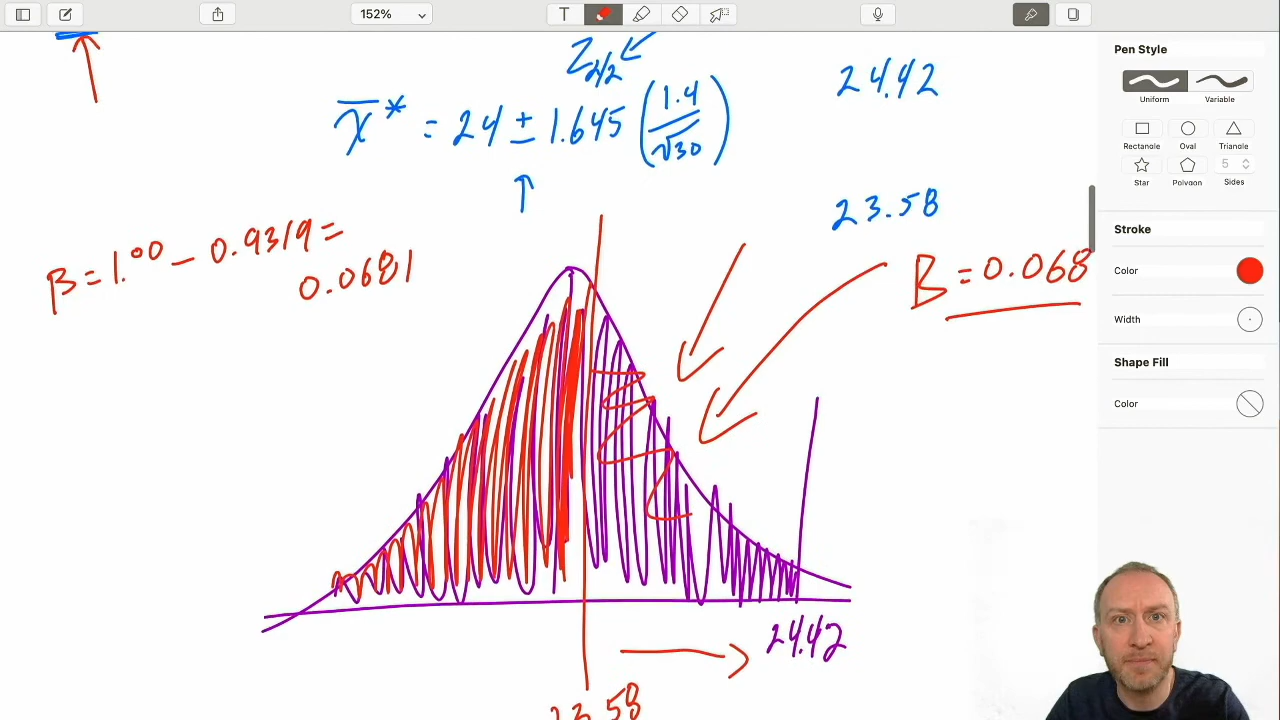 152%
T
Pen Style
Uniform
Variable
Rectangle
Oval
Triangle
Star
Polygon
5
Sides
Stroke
Color
Width
Shape Fill
Color
Z α/2
24.42
x̄* = 24 ± 1.645 (1.4/√30)
23.58
β = 1.00 - 0.9319 =
0.0681
β = 0.068
24.42
23.58